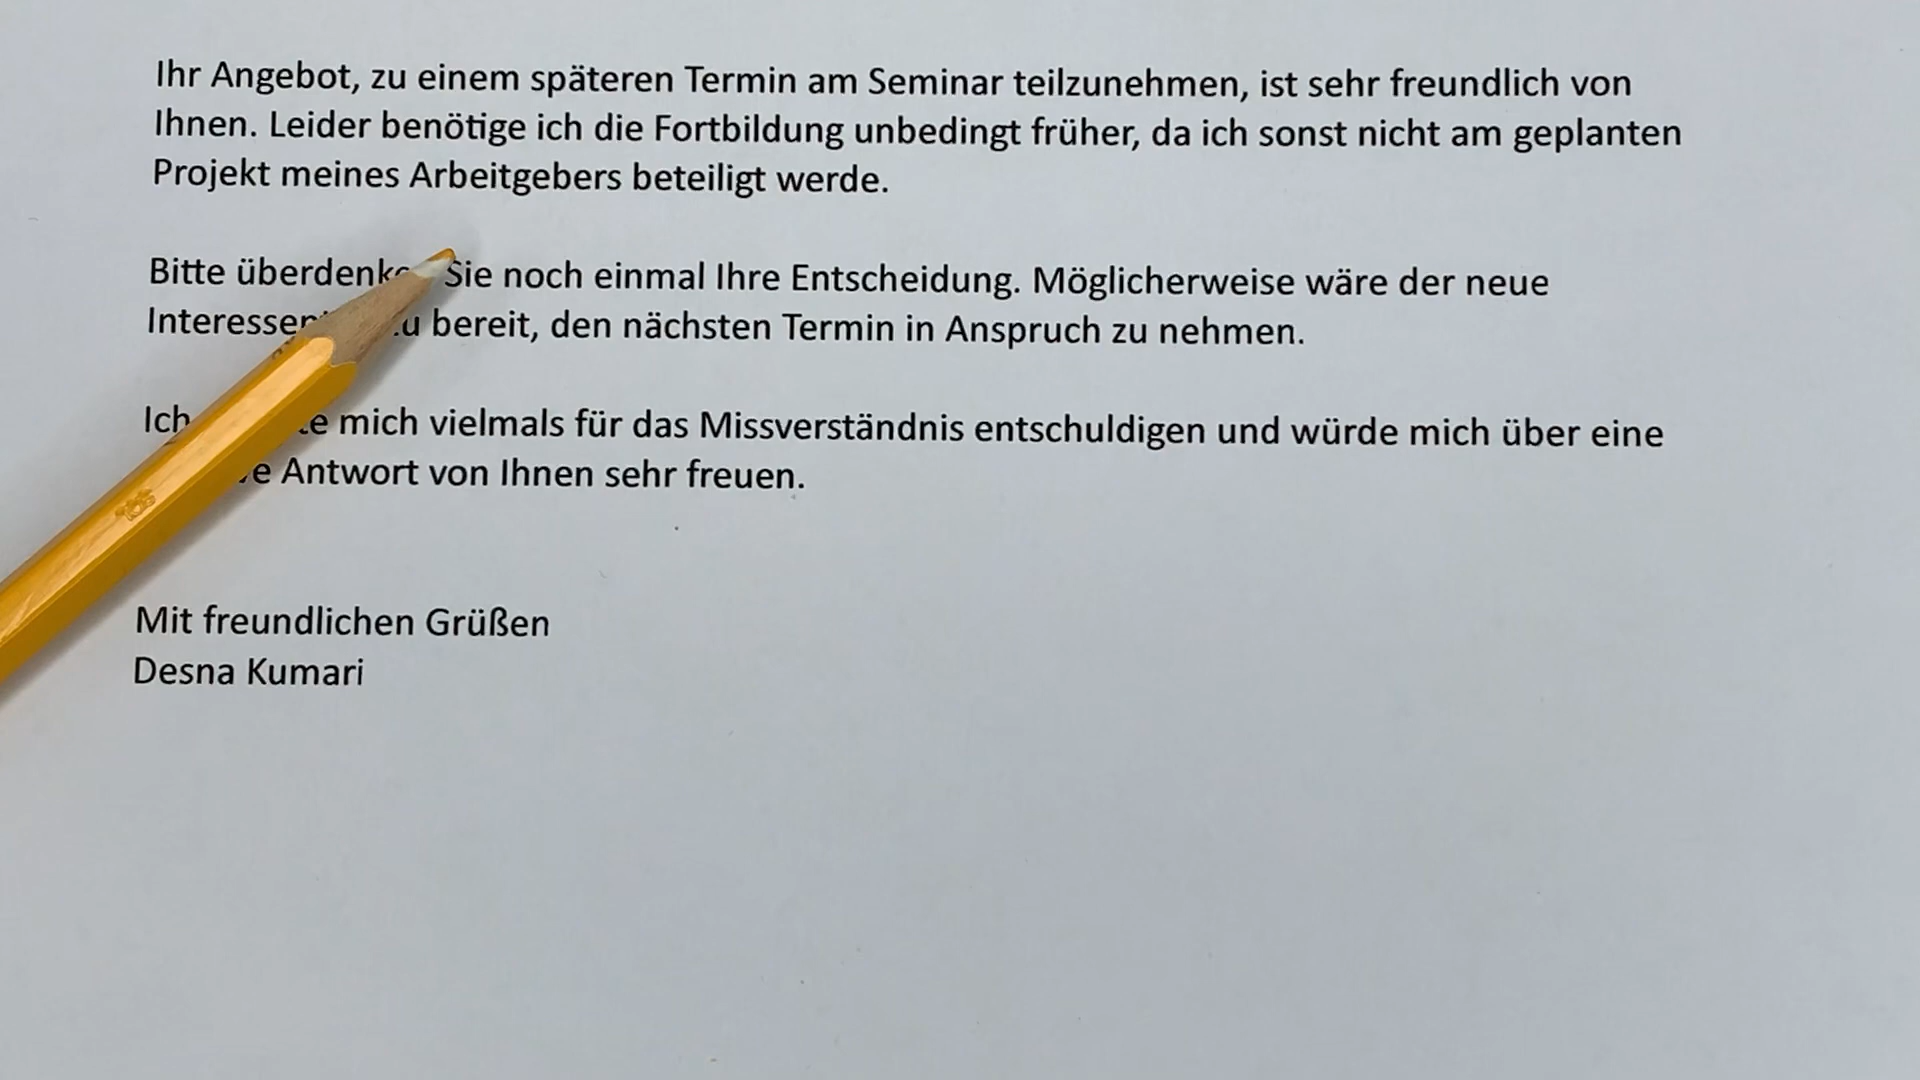 Ihr Angebot, zu einem späteren Termin am Seminar teilzunehmen, ist sehr freundlich von
Ihnen. Leider benötige ich die Fortbildung unbedingt früher, da ich sonst nicht am geplanten
Projekt meines Arbeitgebers beteiligt werde.
Bitte überdenken Sie noch einmal Ihre Entscheidung. Möglicherweise wäre der neue
bereit, den nächsten Termin in Anspruch zu nehmen.
Ich mich vielmals für das Missverständnis entschuldigen und würde mich über eine
Antwort von Ihnen sehr freuen.
Mit freundlichen Grüßen
Desna Kumari